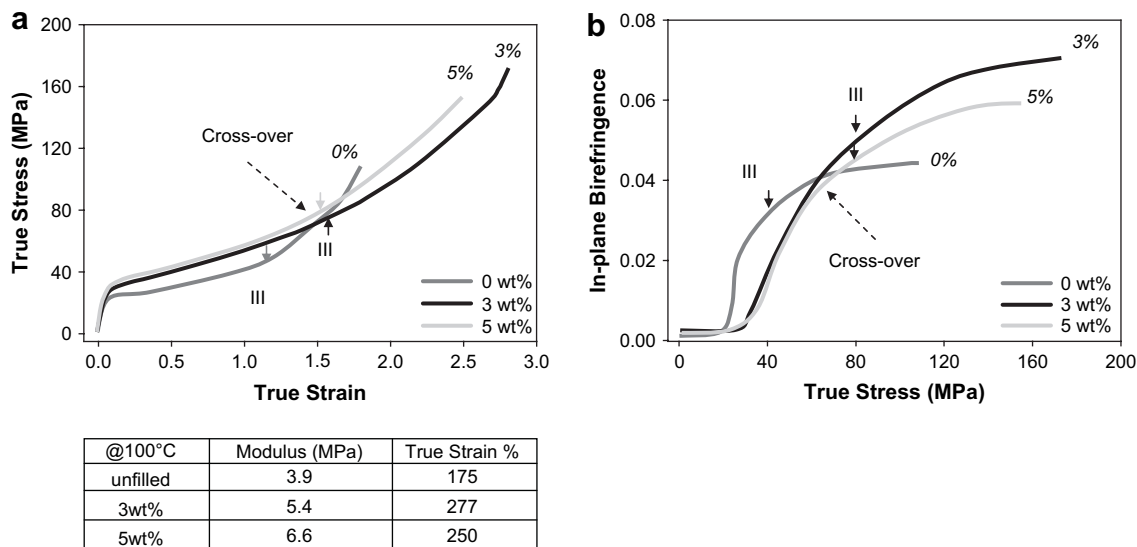 a
200
160
120
80
40
0
True Stress (MPa)
0.0 0.5 1.0 1.5 2.0 2.5 3.0
True Strain
Cross-over
0%
5%
3%
III
III
0 wt%
3 wt%
5 wt%
b
0.08
0.06
0.04
0.02
0.00
In-plane Birefringence
0 40 80 120 160 200
True Stress (MPa)
3%
5%
0%
III
III
Cross-over
0 wt%
3 wt%
5 wt%
@100°C Modulus (MPa) True Strain %
unfilled 3.9 175
3wt% 5.4 277
5wt% 6.6 250